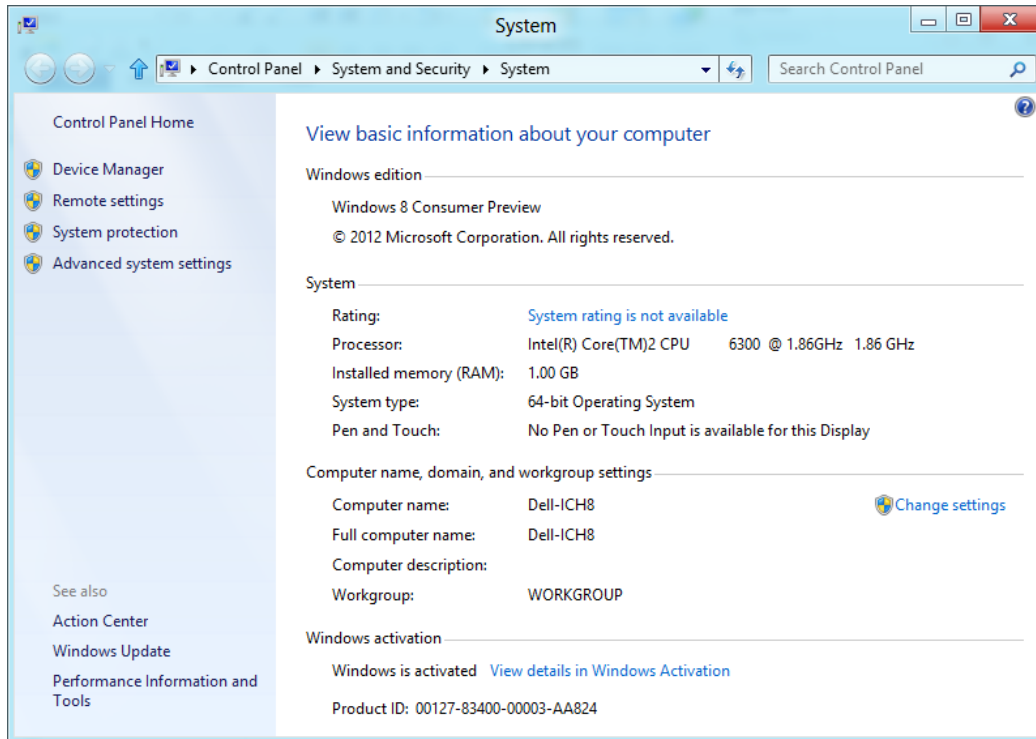 System
Control Panel System and Security System
Search Control Panel
Control Panel Home
Device Manager
Remote settings
System protection
Advanced system settings
See also
Action Center
Windows Update
Performance Information and
Tools
View basic information about your computer
Windows edition
Windows 8 Consumer Preview
© 2012 Microsoft Corporation. All rights reserved.
System
Rating: System rating is not available
Processor: Intel(R) Core(TM)2 CPU 6300 @ 1.86GHz 1.86 GHz
Installed memory (RAM): 1.00 GB
System type: 64-bit Operating System
Pen and Touch: No Pen or Touch Input is available for this Display
Computer name, domain, and workgroup settings
Computer name: Dell-ICH8 Change settings
Full computer name: Dell-ICH8
Computer description:
Workgroup: WORKGROUP
Windows activation
Windows is activated View details in Windows Activation
Product ID: 00127-83400-00003-AA824